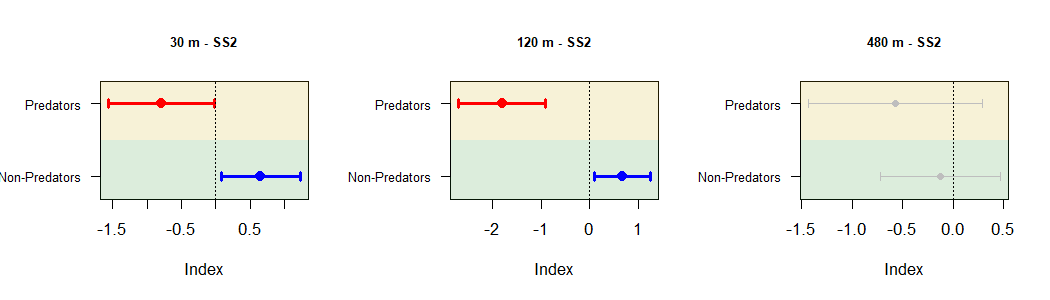 30 m - SS2
Predators
Non-Predators
-1.5 -0.5 0.5
Index
120 m - SS2
Predators
Non-Predators
-2 -1 0 1
Index
480 m - SS2
Predators
Non-Predators
-1.5 -1.0 -0.5 0.0 0.5
Index